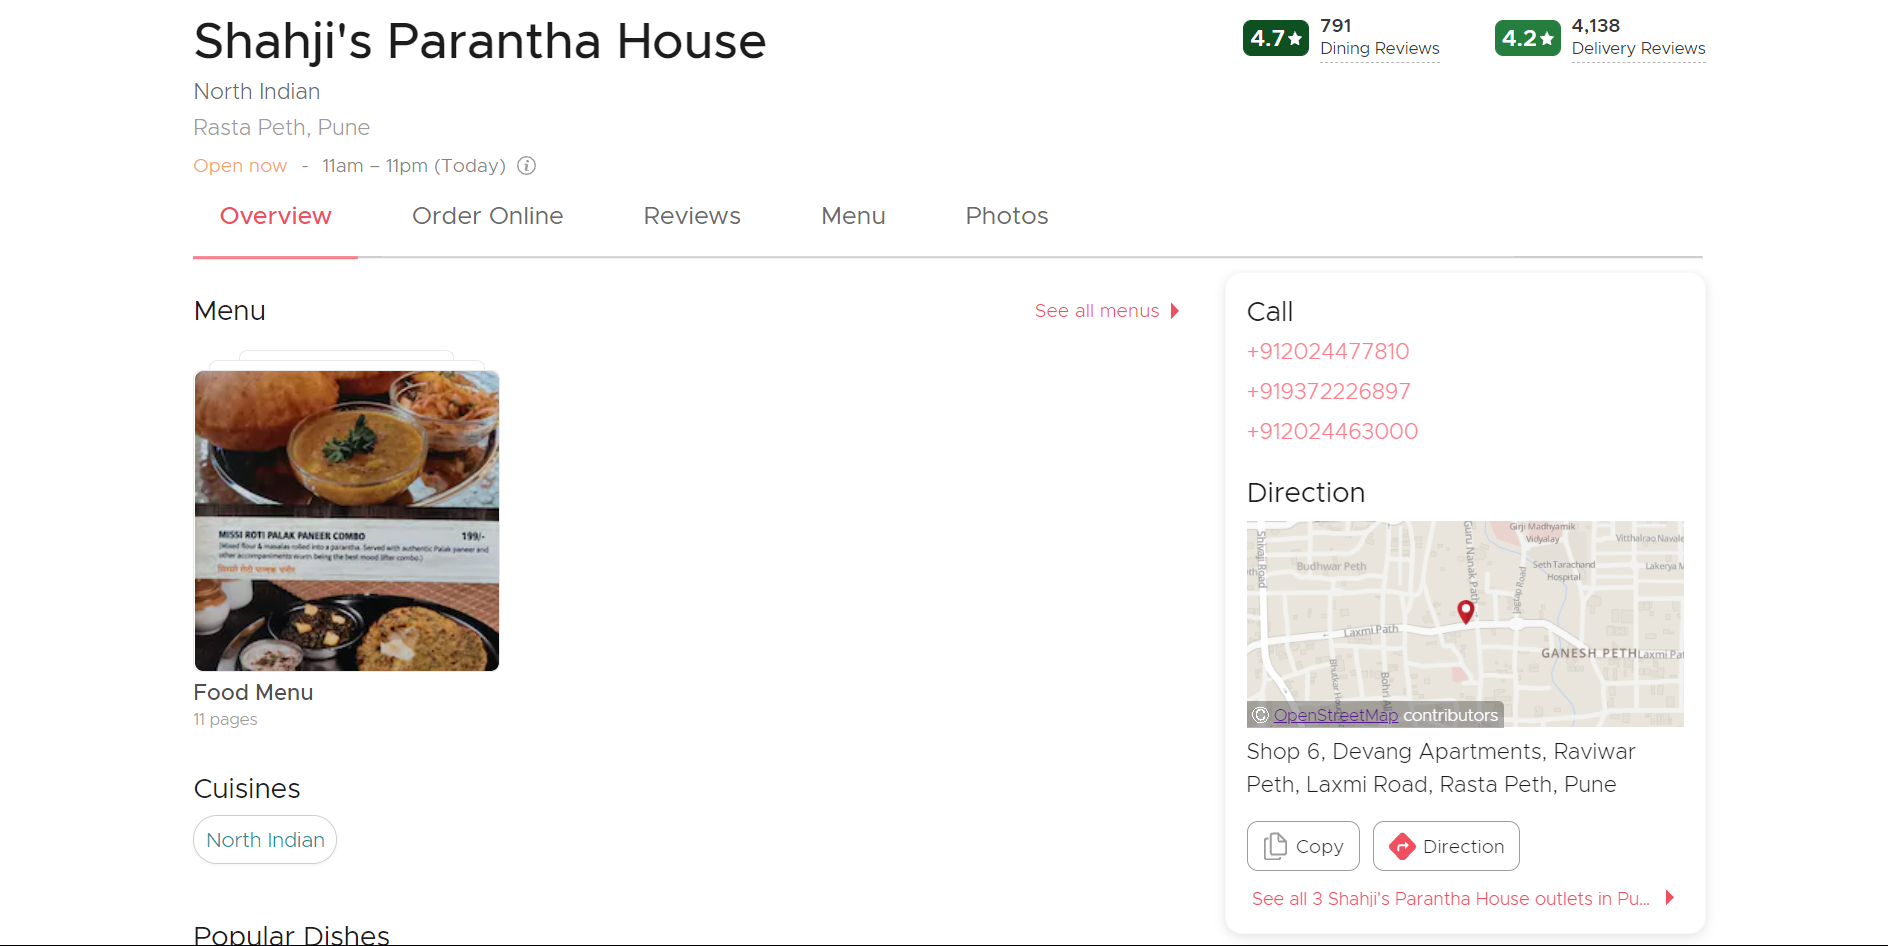 Shahji's Parantha House
4.7
791
Dining Reviews
4.2
4,138
Delivery Reviews
North Indian
Rasta Peth, Pune
Open now - 11am – 11pm (Today)
Overview
Order Online
Reviews
Menu
Photos
Menu
See all menus
MISSI ROTI PALAK PANEER COMBO 199/-
(Mixed flour & masalas rolled into a parantha. Served with authentic Palak paneer and
other accompaniments worth being the best mood lifter combo.)
मिस्सी रोटी पालक पनीर
Food Menu
11 pages
Cuisines
North Indian
Popular Dishes
Call
+912024477810
+919372226897
+912024463000
Direction
Girji Madhyamik
Vidyalay
Vitthalrao Navale
Shivaji Road
Guru Nanak Path
Budhwar Peth
Seth Tarachand
Hospital
Lakerya M
Laxmi Path
GANESH PETH
Laxmi Pat
© OpenStreetMap contributors
Shop 6, Devang Apartments, Raviwar
Peth, Laxmi Road, Rasta Peth, Pune
Copy
Direction
See all 3 Shahji's Parantha House outlets in Pu...